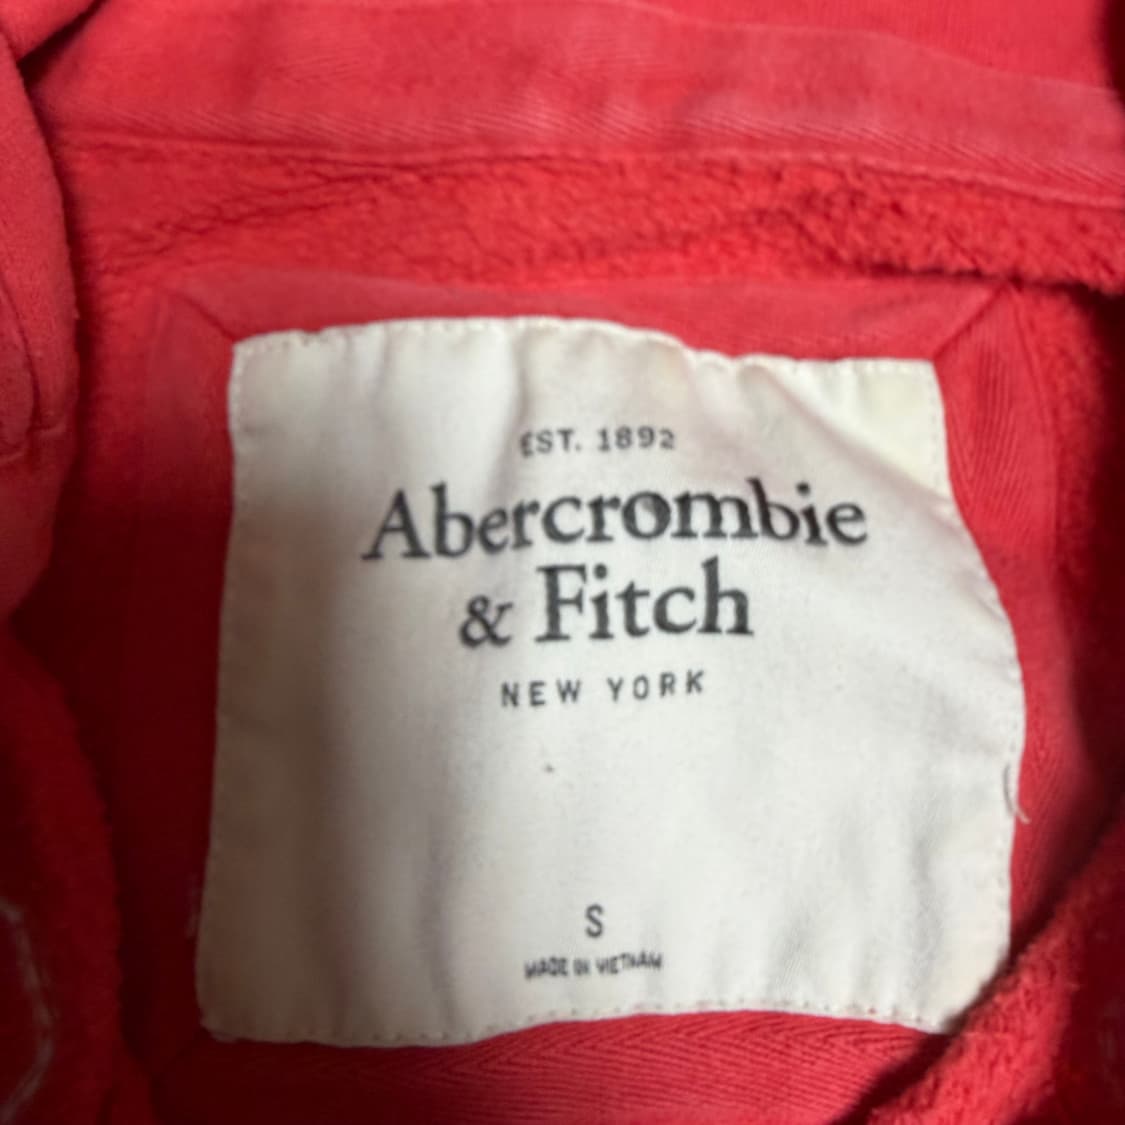 EST. 1892
Abercrombie
& Fitch
NEW YORK
S
MADE IN VIETNAM